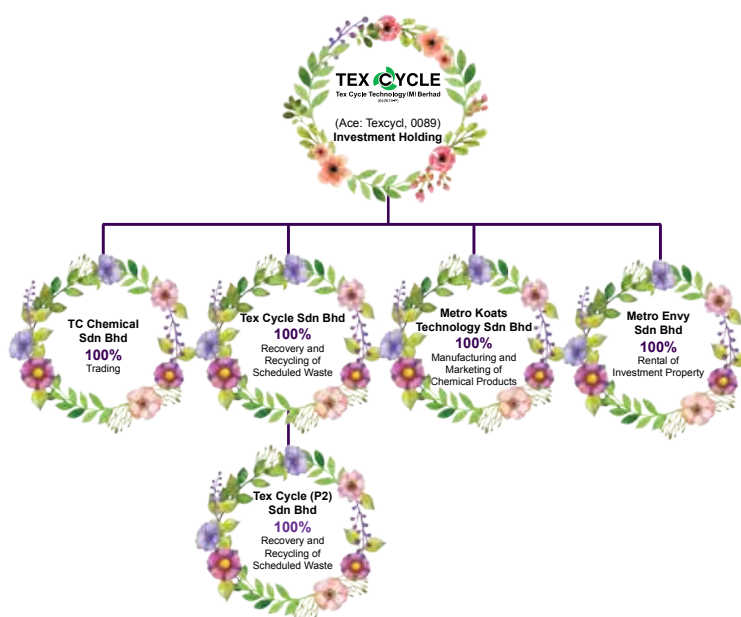 TEX CYCLE
Tex Cycle Technology (M) Berhad
(Ace: Texcycl, 0089)
Investment Holding
TC Chemical
Sdn Bhd
100%
Trading
Tex Cycle Sdn Bhd
100%
Recovery and
Recycling of
Scheduled Waste
Metro Koats
Technology Sdn Bhd
100%
Manufacturing and
Marketing of
Chemical Products
Metro Envy
Sdn Bhd
100%
Rental of
Investment Property
Tex Cycle (P2)
Sdn Bhd
100%
Recovery and
Recycling of
Scheduled Waste